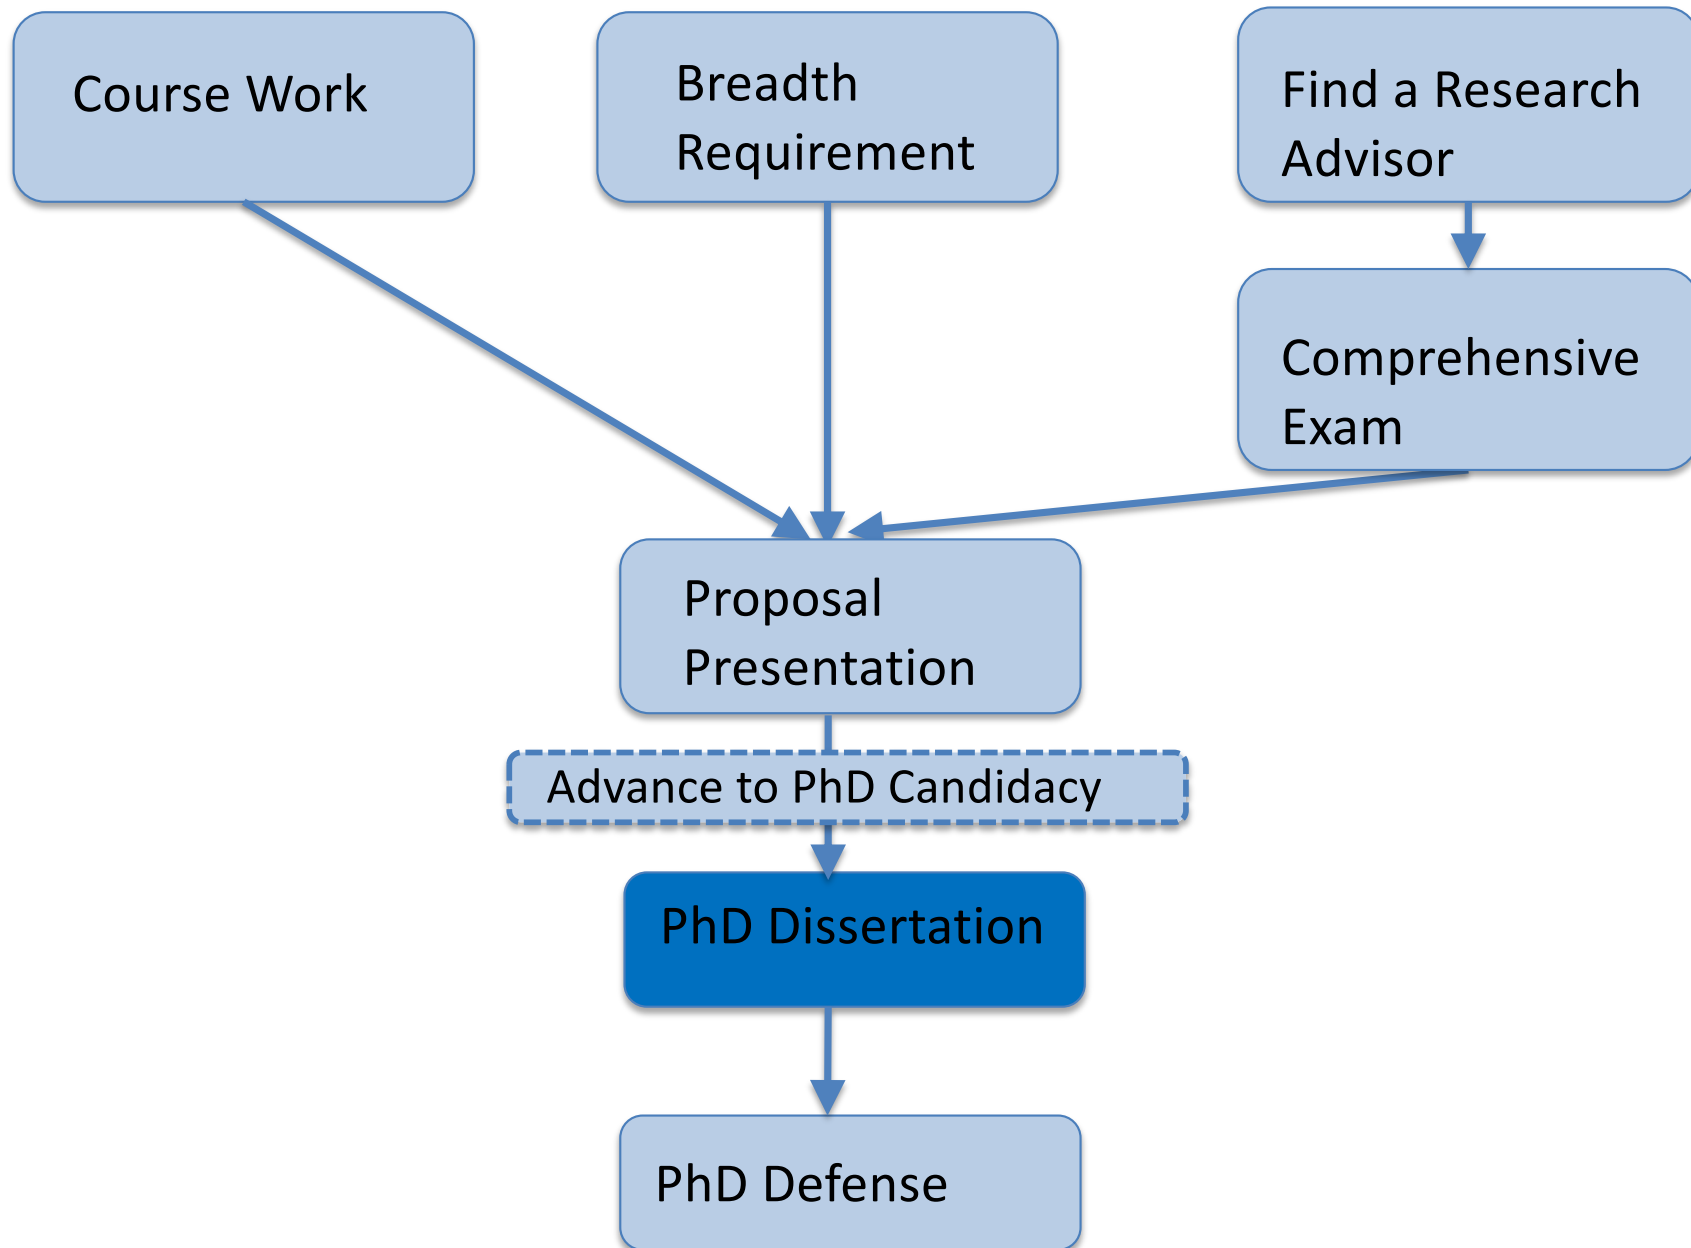 Course Work
Breadth
Requirement
Find a Research
Advisor
Comprehensive
Exam
Proposal
Presentation
Advance to PhD Candidacy
PhD Dissertation
PhD Defense